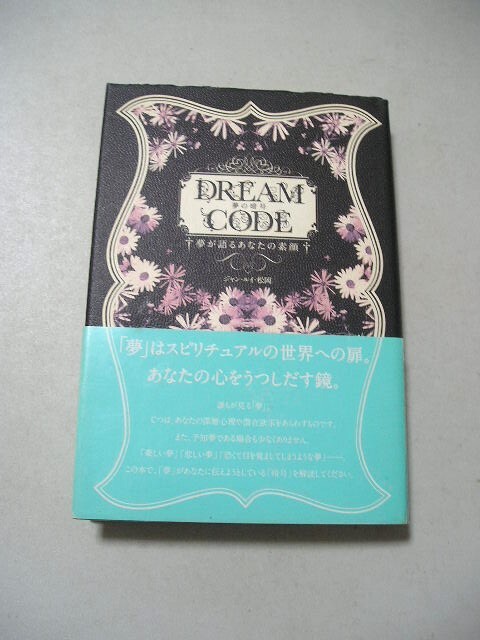 DREAM
夢の暗号
CODE
†夢が語るあなたの素顔†
ジャン・ルイ・松岡
「夢」はスピリチュアルの世界への扉。
あなたの心をうつしだす鏡。
誰もが見る「夢」。
じつは、あなたの深層心理や潜在欲求をあらわすものです。
また、予知夢である場合も少なくありません。
「楽しい夢」「悲しい夢」「恐くて目を覚ましてしまうような夢」――。
この本で、「夢」があなたに伝えようとしている「暗号」を解読してください。